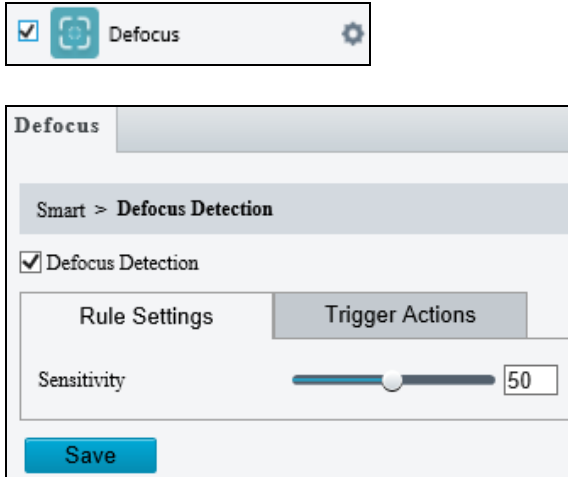 Defocus
Defocus
Smart > Defocus Detection
Defocus Detection
Rule Settings Trigger Actions
Sensitivity 50
Save